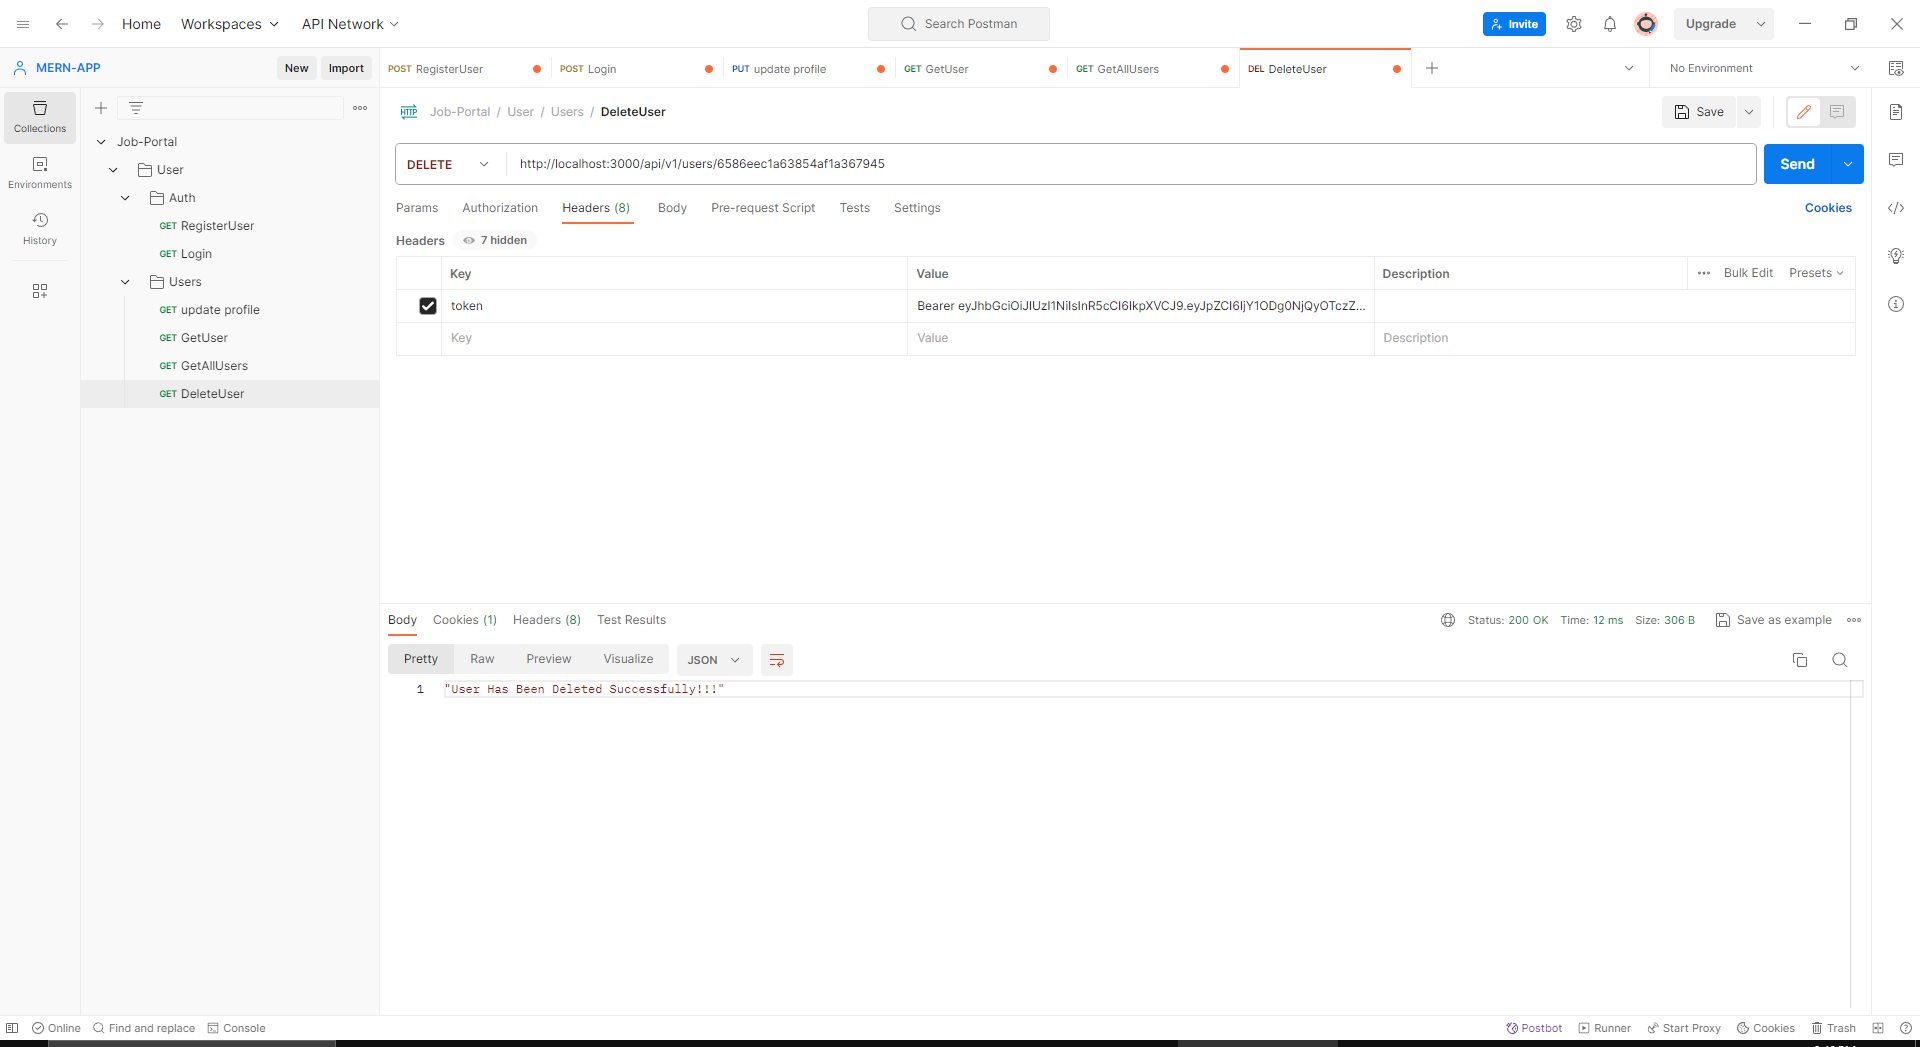 Home Workspaces API Network Search Postman Invite Upgrade
MERN-APP New Import POST RegisterUser POST Login PUT update profile GET GetUser GET GetAllUsers DEL DeleteUser No Environment
Collections
Environments
History
Job-Portal
User
Auth
GET RegisterUser
GET Login
Users
GET update profile
GET GetUser
GET GetAllUsers
GET DeleteUser
HTTP Job-Portal / User / Users / DeleteUser Save
DELETE http://localhost:3000/api/v1/users/6586eec1a63854af1a367945 Send
Params Authorization Headers (8) Body Pre-request Script Tests Settings Cookies
Headers 7 hidden
Key Value Description Bulk Edit Presets
token Bearer eyJhbGciOiJIUzI1NiIsInR5cCI6IkpXVCJ9.eyJpZCI6IjY1ODg0NjQyOTczZ...
Key Value Description
Body Cookies (1) Headers (8) Test Results Status: 200 OK Time: 12 ms Size: 306 B Save as example
Pretty Raw Preview Visualize JSON
1 "User Has Been Deleted Successfully!!!"
Online Find and replace Console Postbot Runner Start Proxy Cookies Trash